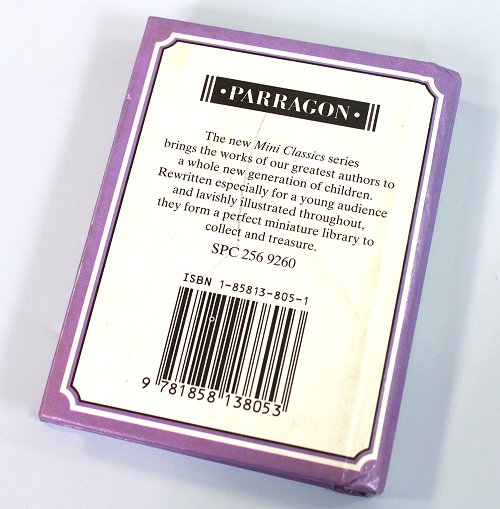 • PARRAGON •
The new Mini Classics series
brings the works of our greatest authors to
a whole new generation of children.
Rewritten especially for a young audience
and lavishly illustrated throughout,
they form a perfect miniature library to
collect and treasure.
SPC 256 9260
ISBN 1-85813-805-1
9 781858 138053